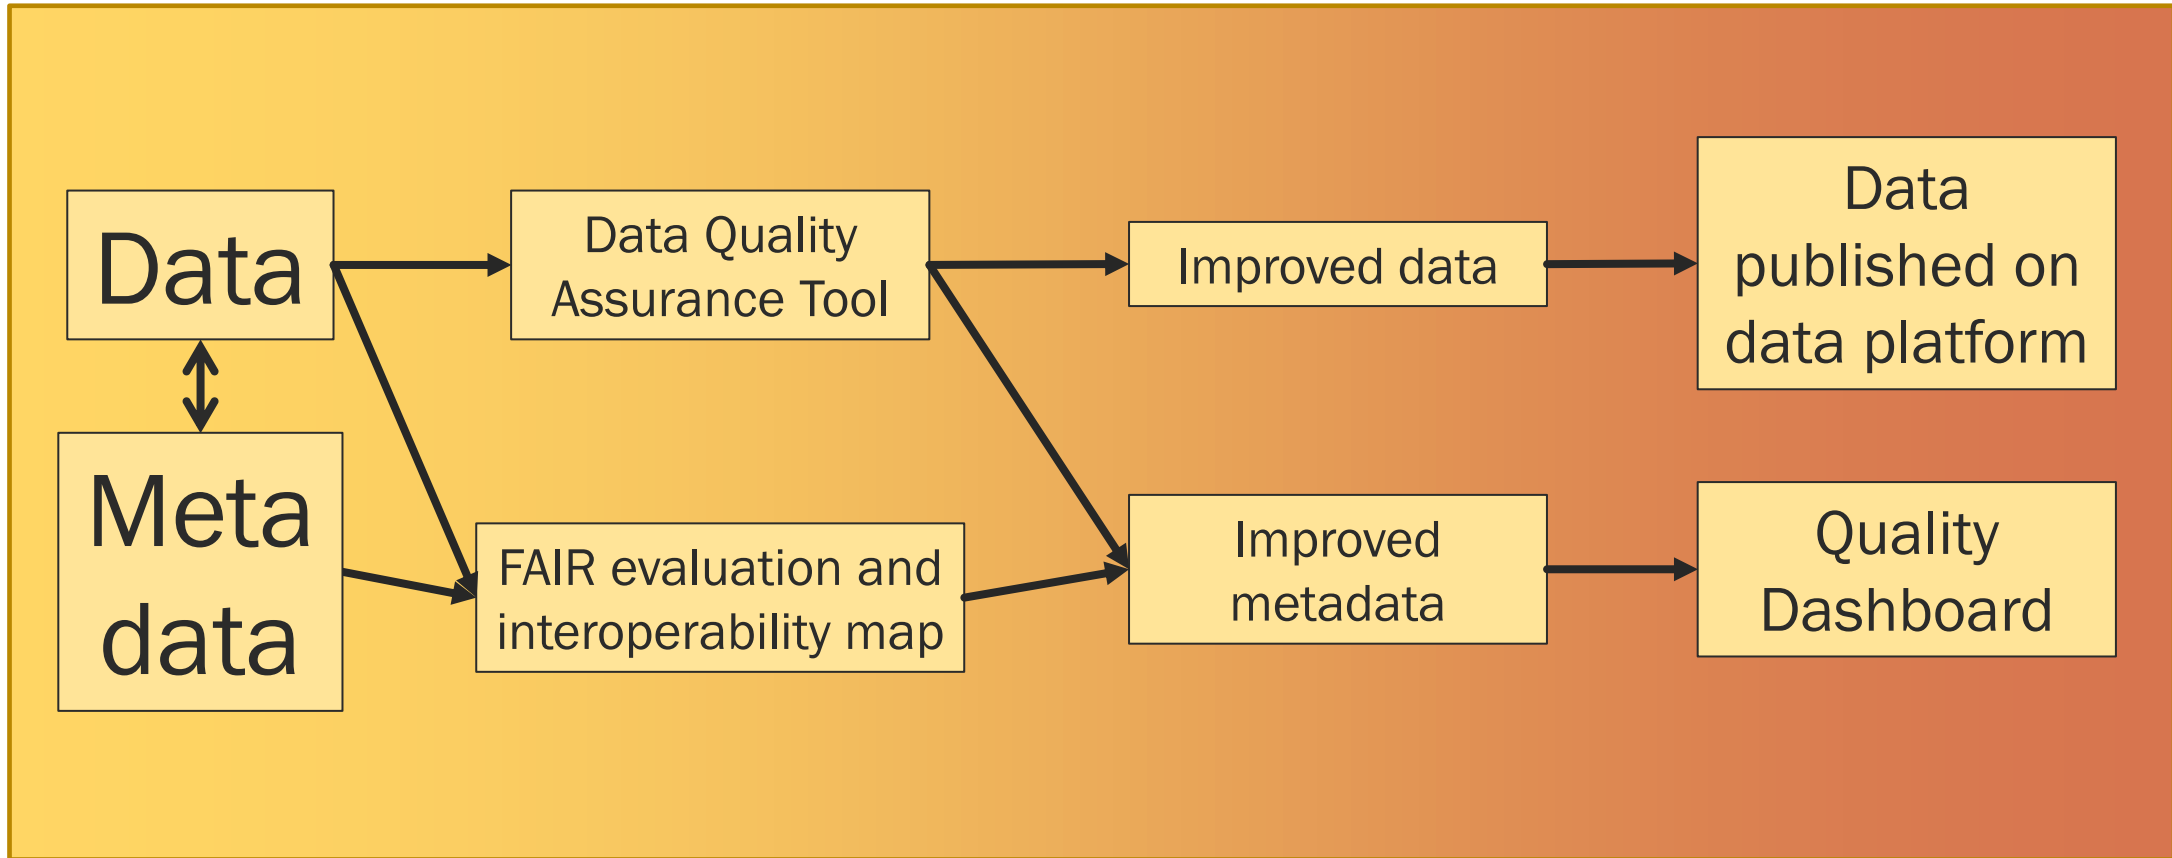 Data
Meta
data
Data Quality
Assurance Tool
FAIR evaluation and
interoperability map
Improved data
Improved
metadata
Data
published on
data platform
Quality
Dashboard